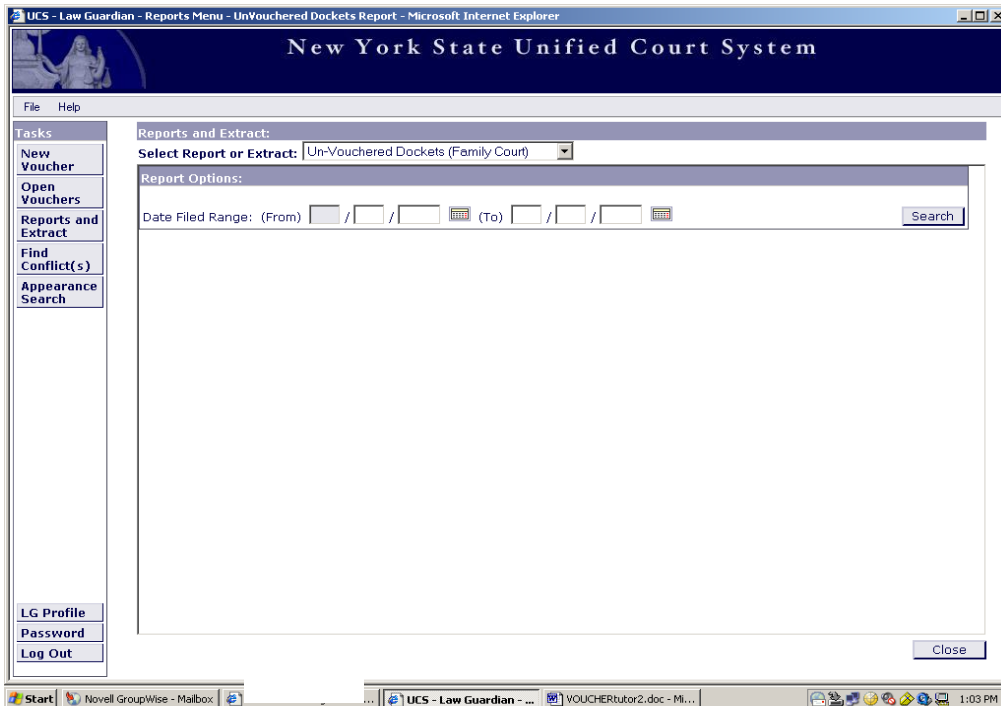 UCS - Law Guardian - Reports Menu - UnVouchered Dockets Report - Microsoft Internet Explorer
New York State Unified Court System
File Help
Tasks
New Voucher
Open Vouchers
Reports and Extract
Find Conflict(s)
Appearance Search
Reports and Extract:
Select Report or Extract: Un-Vouchered Dockets (Family Court)
Report Options:
Date Filed Range: (From) / / (To) / / Search
LG Profile
Password
Log Out
Close
Start Novell GroupWise - Mailbox ... UCS - Law Guardian - ... VOUCHERtutor2.doc - Mi... 1:03 PM